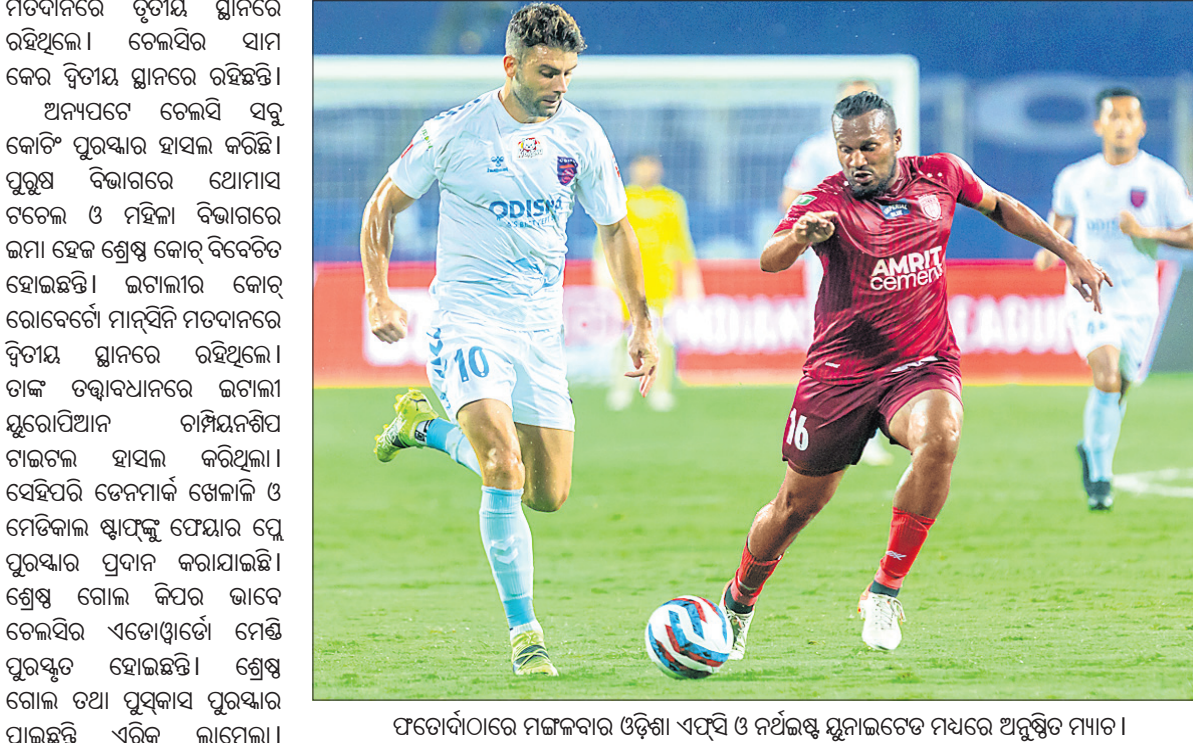 ମତଦାନରେ ତୃତୀୟ ସ୍ଥାନରେ
ରହିଥିଲେ। ଚେଲସିର ସାମ
କେର ଦ୍ୱିତୀୟ ସ୍ଥାନରେ ରହିଛନ୍ତି।
ଅନ୍ୟପଟେ ଚେଲସି ସବୁ
କୋଚିଂ ପୁରସ୍କାର ହାସଲ କରିଛି।
ପୁରୁଷ ବିଭାଗରେ ଥୋମାସ
ଟଚେଲ ଓ ମହିଳା ବିଭାଗରେ
ଇମା ହେଜ ଶ୍ରେଷ୍ଠ କୋଚ୍ ବିବେଚିତ
ହୋଇଛନ୍ତି। ଇଟାଲୀର କୋଚ୍
ରୋବେର୍ଟୋ ମାନ୍‌ସିନି ମତଦାନରେ
ଦ୍ୱିତୀୟ ସ୍ଥାନରେ ରହିଥିଲେ।
ତାଙ୍କ ତତ୍ତ୍ୱାବଧାନରେ ଇଟାଲୀ
ୟୁରୋପିଆନ ଚାମ୍ପିୟନଶିପ
ଟାଇଟଲ ହାସଲ କରିଥିଲା।
ସେହିପରି ଡେନମାର୍କ ଖେଳାଳି ଓ
ମେଡିକାଲ ଷ୍ଟାଫ୍‌ଙ୍କୁ ଫେୟାର ପ୍ଲେ
ପୁରସ୍କାର ପ୍ରଦାନ କରାଯାଇଛି।
ଶ୍ରେଷ୍ଠ ଗୋଲ କିପର ଭାବେ
ଚେଲସିର ଏଡୋୱାର୍ଡୋ ମେଣ୍ଡି
ପୁରସ୍କୃତ ହୋଇଛନ୍ତି। ଶ୍ରେଷ୍ଠ
ଗୋଲ ତଥା ପୁସ୍‌କାସ ପୁରସ୍କାର
ପାଇଛନ୍ତି ଏରିକ ଲାମେଲା।
ODISHA
10
AMRIT
cement
16
ଫତୋର୍ଦାଠାରେ ମଙ୍ଗଳବାର ଓଡ଼ିଶା ଏଫ୍‌ସି ଓ ନର୍ଥଇଷ୍ଟ ୟୁନାଇଟେଡ ମଧ୍ୟରେ ଅନୁଷ୍ଠିତ ମ୍ୟାଚ।